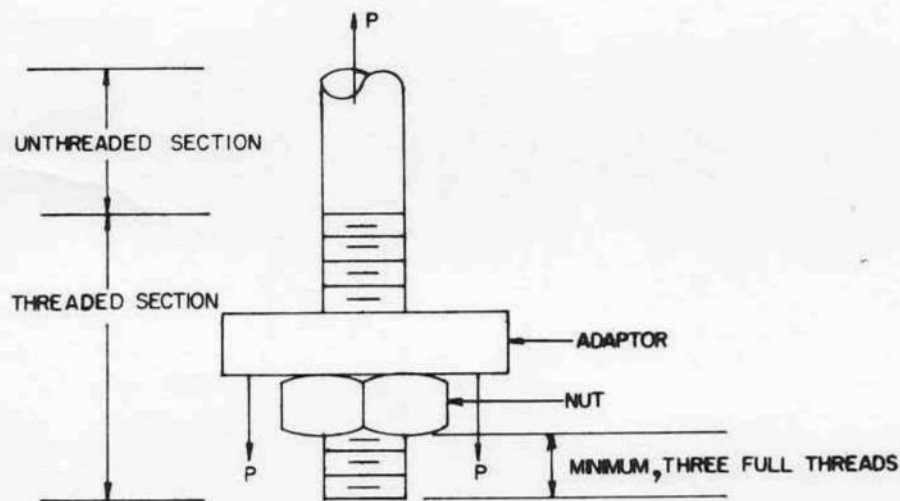 P
UNTHREADED SECTION
THREADED SECTION
ADAPTOR
NUT
P
P
MINIMUM, THREE FULL THREADS